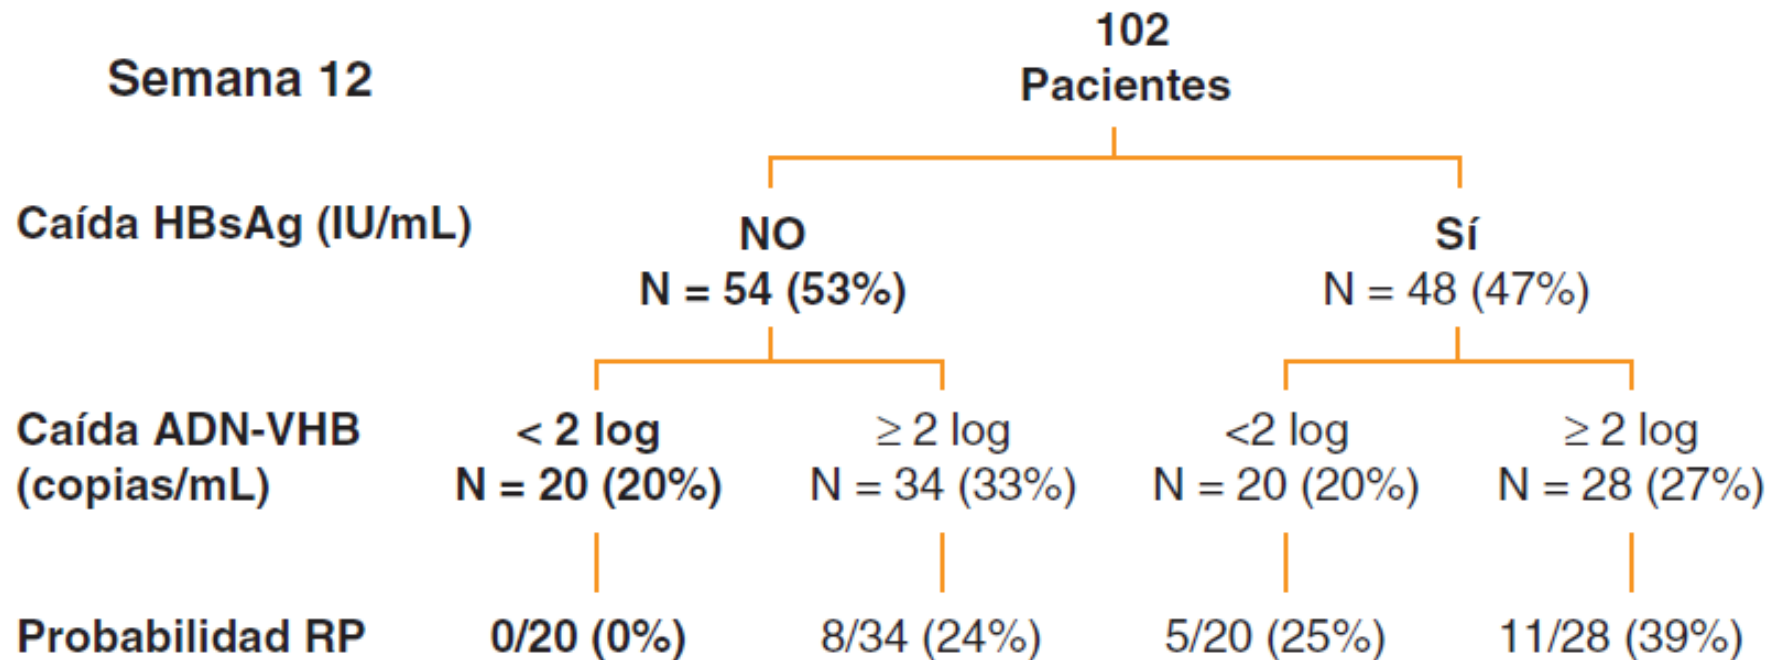 102
Pacientes
Semana 12
Caída HBsAg (IU/mL)
NO
N = 54 (53%)
Sí
N = 48 (47%)
Caída ADN-VHB
(copias/mL)
< 2 log
N = 20 (20%)
≥ 2 log
N = 34 (33%)
<2 log
N = 20 (20%)
≥ 2 log
N = 28 (27%)
Probabilidad RP
0/20 (0%)
8/34 (24%)
5/20 (25%)
11/28 (39%)